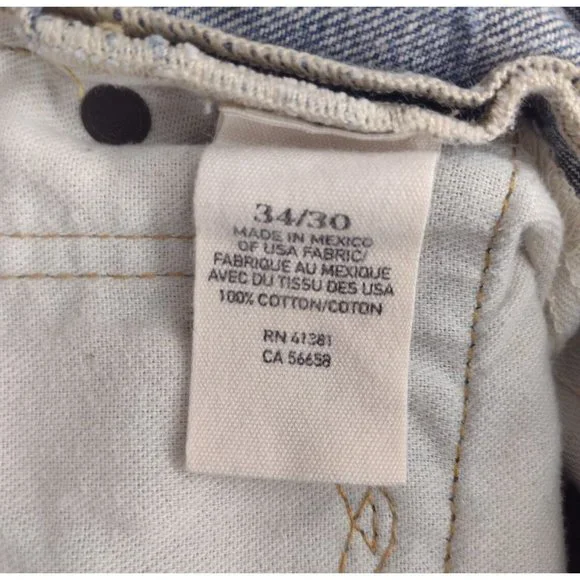 34/30
MADE IN MEXICO
OF USA FABRIC/
FABRIQUE AU MEXIQUE
AVEC DU TISSU DES USA
100% COTTON/COTON
RN 41381
CA 56658